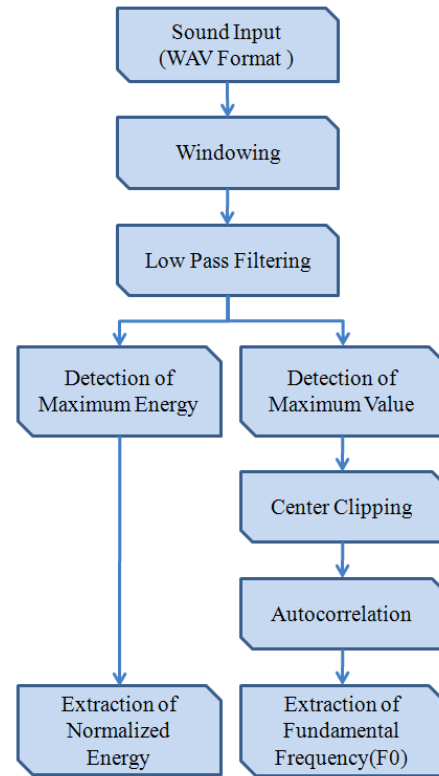 Sound Input
(WAV Format )
Windowing
Low Pass Filtering
Detection of
Maximum Energy
Detection of
Maximum Value
Center Clipping
Autocorrelation
Extraction of
Normalized
Energy
Extraction of
Fundamental
Frequency(F0)